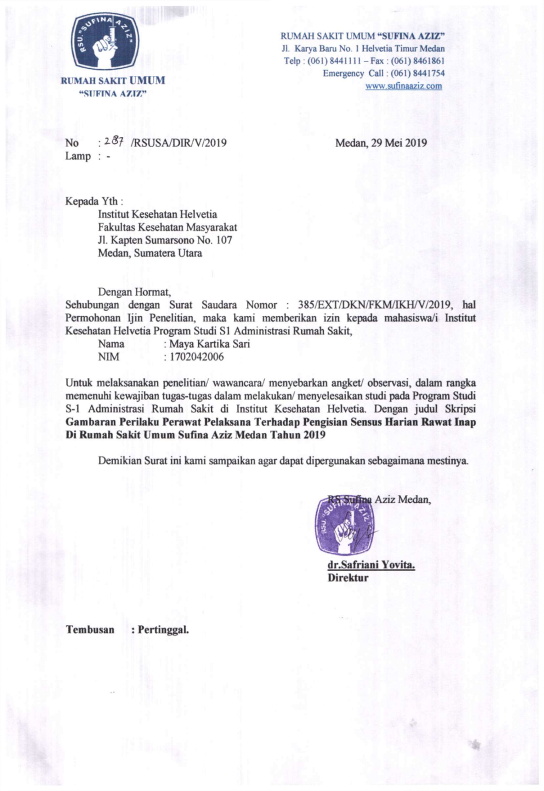 RSU. "SUFINA AZIZ"
RUMAH SAKIT UMUM
"SUFINA AZIZ"
RUMAH SAKIT UMUM "SUFINA AZIZ"
Jl. Karya Baru No. 1 Helvetia Timur Medan
Telp : (061) 8441111 – Fax : (061) 8461861
Emergency Call : (061) 8441754
www.sufinaaziz.com
No : 287 /RSUSA/DIR/V/2019
Medan, 29 Mei 2019
Lamp : -
Kepada Yth :
Institut Kesehatan Helvetia
Fakultas Kesehatan Masyarakat
Jl. Kapten Sumarsono No. 107
Medan, Sumatera Utara
Dengan Hormat,
Sehubungan dengan Surat Saudara Nomor : 385/EXT/DKN/FKM/IKH/V/2019, hal
Permohonan Ijin Penelitian, maka kami memberikan izin kepada mahasiswa/i Institut
Kesehatan Helvetia Program Studi S1 Administrasi Rumah Sakit,
Nama : Maya Kartika Sari
NIM : 1702042006
Untuk melaksanakan penelitian/ wawancara/ menyebarkan angket/ observasi, dalam rangka
memenuhi kewajiban tugas-tugas dalam melakukan/ menyelesaikan studi pada Program Studi
S-1 Administrasi Rumah Sakit di Institut Kesehatan Helvetia. Dengan judul Skripsi
Gambaran Perilaku Perawat Pelaksana Terhadap Pengisian Sensus Harian Rawat Inap
Di Rumah Sakit Umum Sufina Aziz Medan Tahun 2019
Demikian Surat ini kami sampaikan agar dapat dipergunakan sebagaimana mestinya.
RS Sufina Aziz Medan,
RSU "SUFINA AZIZ"
dr.Safriani Yovita.
Direktur
Tembusan : Pertinggal.